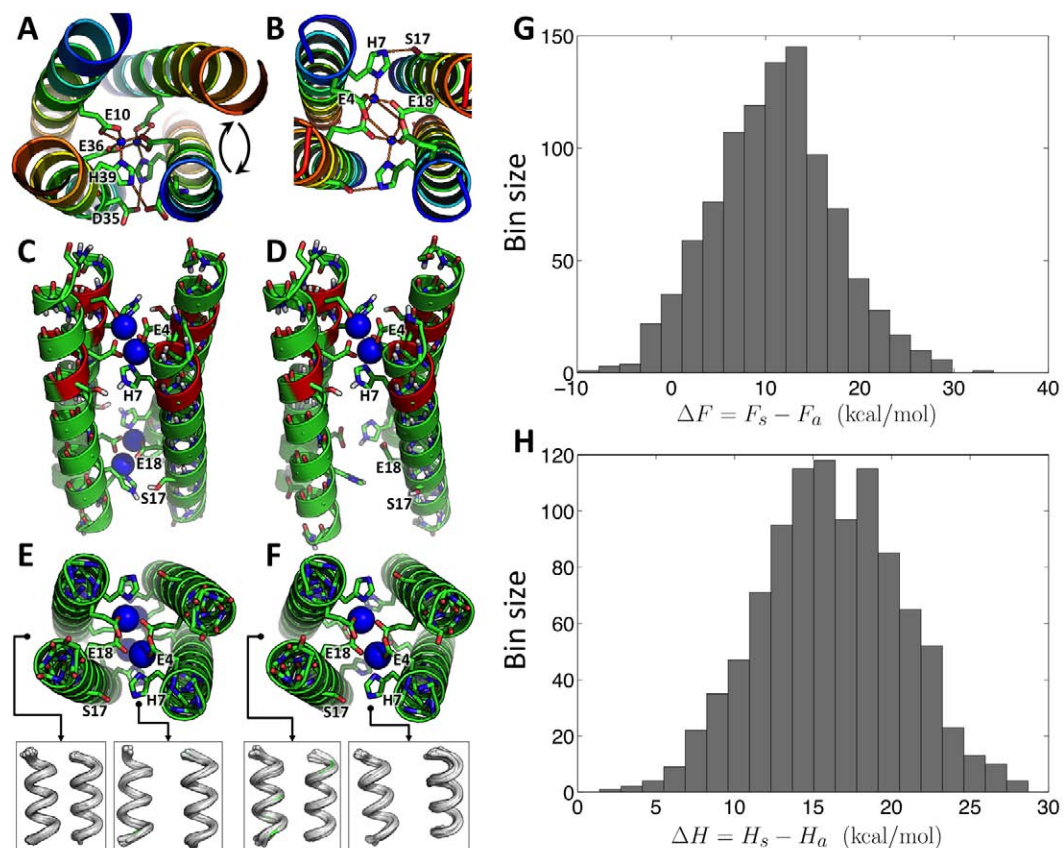 A
E10
E36
H39
D35
B
H7
S17
E4
E18
C
E4
H7
E18
S17
D
E4
H7
E18
S17
E
E18
E4
S17
H7
F
E18
E4
S17
H7
G
150
100
50
0
Bin size
−10 0 10 20 30 40
ΔF = F_s − F_a (kcal/mol)
H
120
100
80
60
40
20
0
Bin size
0 5 10 15 20 25 30
ΔH = H_s − H_a (kcal/mol)